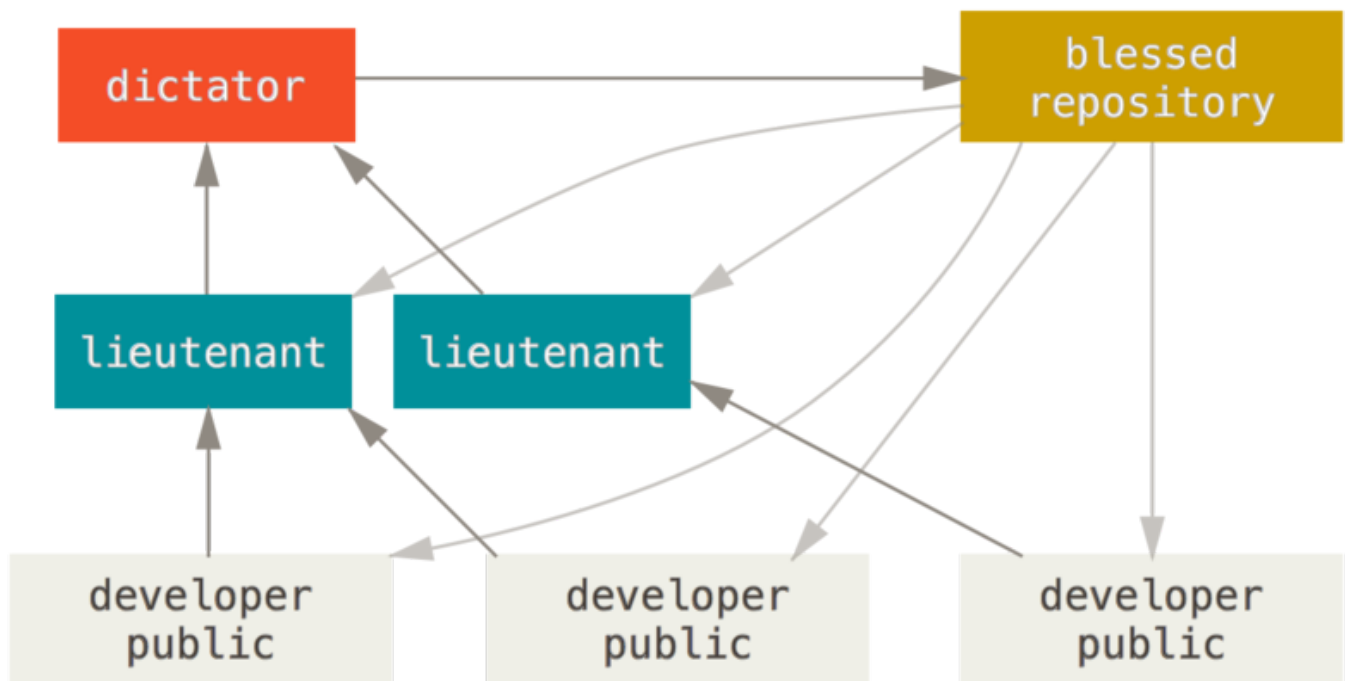 dictator
blessed
repository
lieutenant
lieutenant
developer
public
developer
public
developer
public